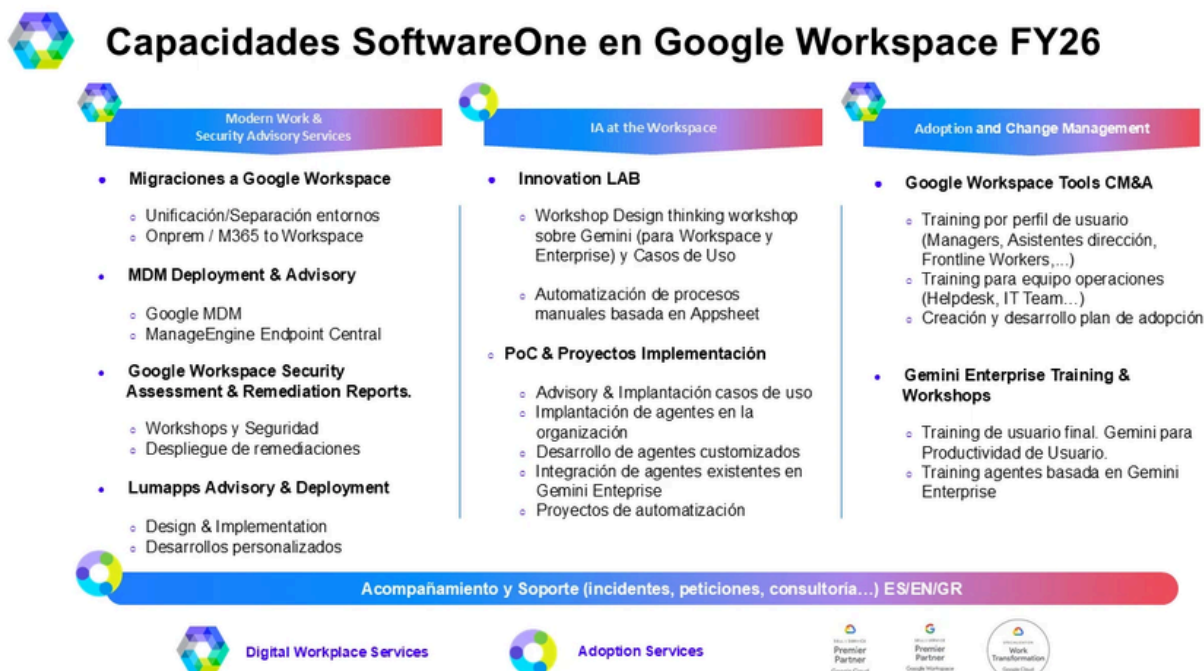 Capacidades SoftwareOne en Google Workspace FY26
Modern Work &
Security Advisory Services
• Migraciones a Google Workspace
○ Unificación/Separación entornos
○ Onprem / M365 to Workspace
• MDM Deployment & Advisory
○ Google MDM
○ ManageEngine Endpoint Central
• Google Workspace Security
Assessment & Remediation Reports.
○ Workshops y Seguridad
○ Despliegue de remediaciones
• Lumapps Advisory & Deployment
○ Design & Implementation
○ Desarrollos personalizados
IA at the Workspace
• Innovation LAB
○ Workshop Design thinking workshop
sobre Gemini (para Workspace y
Enterprise) y Casos de Uso
○ Automatización de procesos
manuales basada en Appsheet
○ PoC & Proyectos Implementación
○ Advisory & Implantación casos de uso
○ Implantación de agentes en la
organización
○ Desarrollo de agentes customizados
○ Integración de agentes existentes en
Gemini Enteprise
○ Proyectos de automatización
Adoption and Change Management
• Google Workspace Tools CM&A
○ Training por perfil de usuario
(Managers, Asistentes dirección,
Frontline Workers,...)
○ Training para equipo operaciones
(Helpdesk, IT Team...)
○ Creación y desarrollo plan de adopción
• Gemini Enterprise Training &
Workshops
○ Training de usuario final. Gemini para
Productividad de Usuario.
○ Training agentes basada en Gemini
Enterprise
Acompañamiento y Soporte (incidentes, peticiones, consultoría...) ES/EN/GR
Digital Workplace Services
Adoption Services
Premier
Partner
Google Cloud
Premier
Partner
Google Workspace
Work
Transformation
Google Cloud